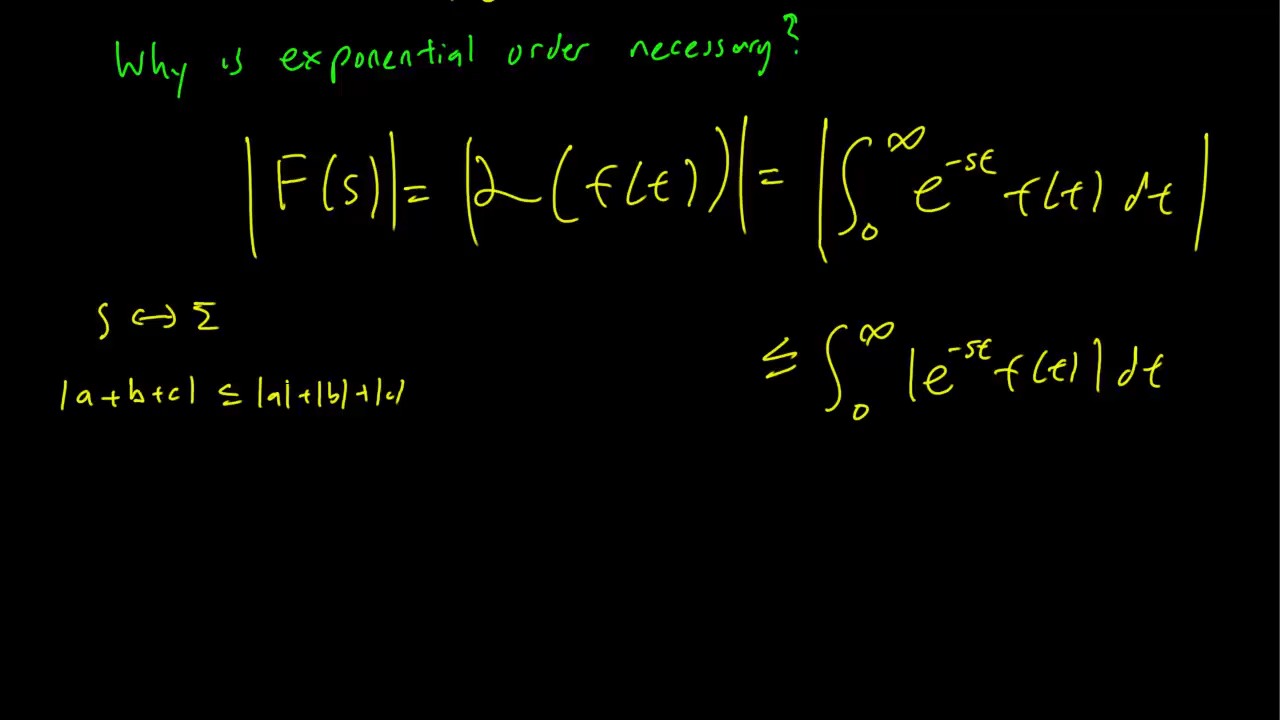 Why is exponential order necessary?
|F(s)| = |ℒ(f(t))| = |∫₀^∞ e^{-st} f(t) dt|
∫ ↔ Σ
≤ ∫₀^∞ |e^{-st} f(t)| dt
|a+b+c| ≤ |a|+|b|+|c|